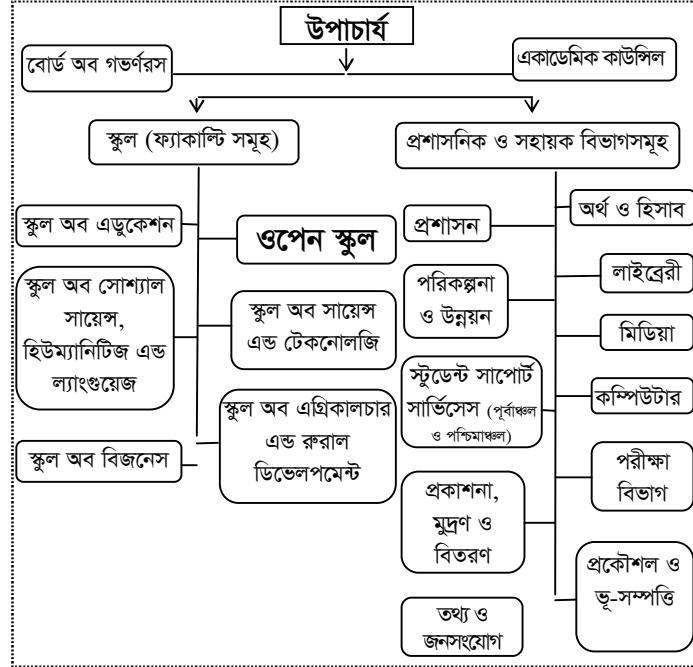 উপাচার্য
বোর্ড অব গভর্ণরস
একাডেমিক কাউন্সিল
স্কুল (ফ্যাকাল্টি সমূহ)
প্রশাসনিক ও সহায়ক বিভাগসমূহ
স্কুল অব এডুকেশন
ওপেন স্কুল
স্কুল অব সোশ্যাল
সায়েন্স,
হিউম্যানিটিজ এন্ড
ল্যাংগুয়েজ
স্কুল অব সায়েন্স
এন্ড টেকনোলজি
স্কুল অব বিজনেস
স্কুল অব এগ্রিকালচার
এন্ড রুরাল
ডিভেলপমেন্ট
প্রশাসন
অর্থ ও হিসাব
পরিকল্পনা
ও উন্নয়ন
লাইব্রেরী
মিডিয়া
স্টুডেন্ট সাপোর্ট
সার্ভিসেস (পূর্বাঞ্চল
ও পশ্চিমাঞ্চল)
কম্পিউটার
প্রকাশনা,
মুদ্রণ ও
বিতরণ
পরীক্ষা
বিভাগ
তথ্য ও
জনসংযোগ
প্রকৌশল ও
ভূ-সম্পত্তি